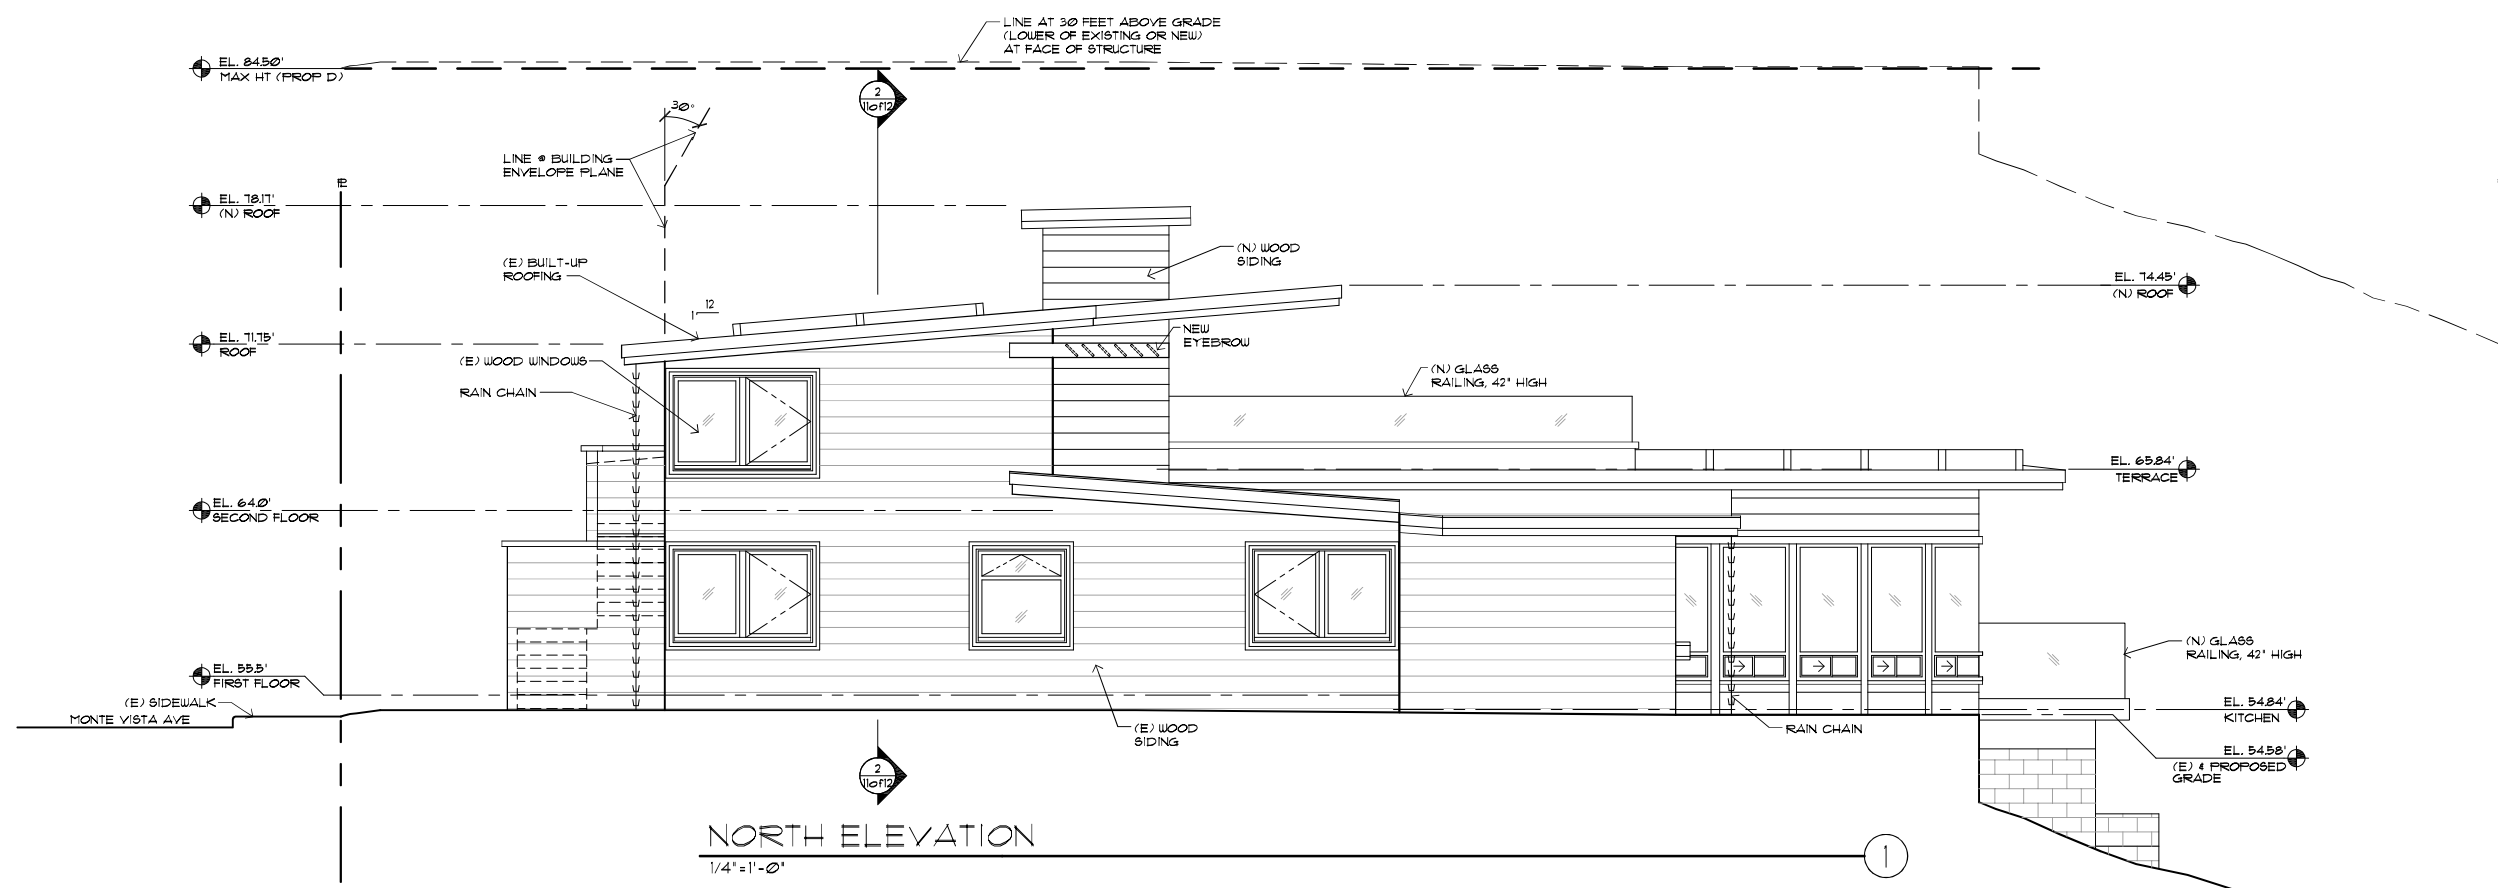 LINE AT 30 FEET ABOVE GRADE
(LOWER OF EXISTING OR NEW)
AT FACE OF STRUCTURE
EL. 84.50'
MAX HT (PROP D)
2
11of12
30°
LINE @ BUILDING
ENVELOPE PLANE
PL
EL. 78.17'
(N) ROOF
(N) WOOD
SIDING
(E) BUILT-UP
ROOFING
EL. 74.45'
(N) ROOF
12
1
NEW
EYEBROW
EL. 71.75'
ROOF
(E) WOOD WINDOWS
(N) GLASS
RAILING, 42" HIGH
RAIN CHAIN
EL. 65.84'
TERRACE
EL. 64.0'
SECOND FLOOR
(N) GLASS
RAILING, 42" HIGH
EL. 55.5'
FIRST FLOOR
(E) SIDEWALK
MONTE VISTA AVE
EL. 54.84'
KITCHEN
(E) WOOD
SIDING
RAIN CHAIN
EL. 54.58'
(E) & PROPOSED
GRADE
2
11of12
NORTH ELEVATION
1/4"=1'-0"
1